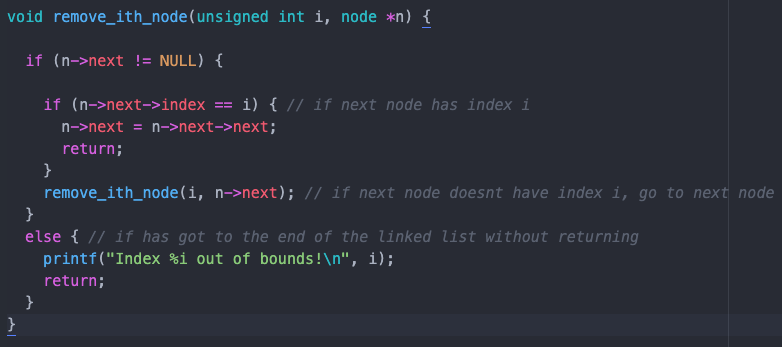 void remove_ith_node(unsigned int i, node *n) {
if (n->next != NULL) {
if (n->next->index == i) { // if next node has index i
n->next = n->next->next;
return;
}
remove_ith_node(i, n->next); // if next node doesnt have index i, go to next node
}
else { // if has got to the end of the linked list without returning
printf("Index %i out of bounds!\n", i);
return;
}
}